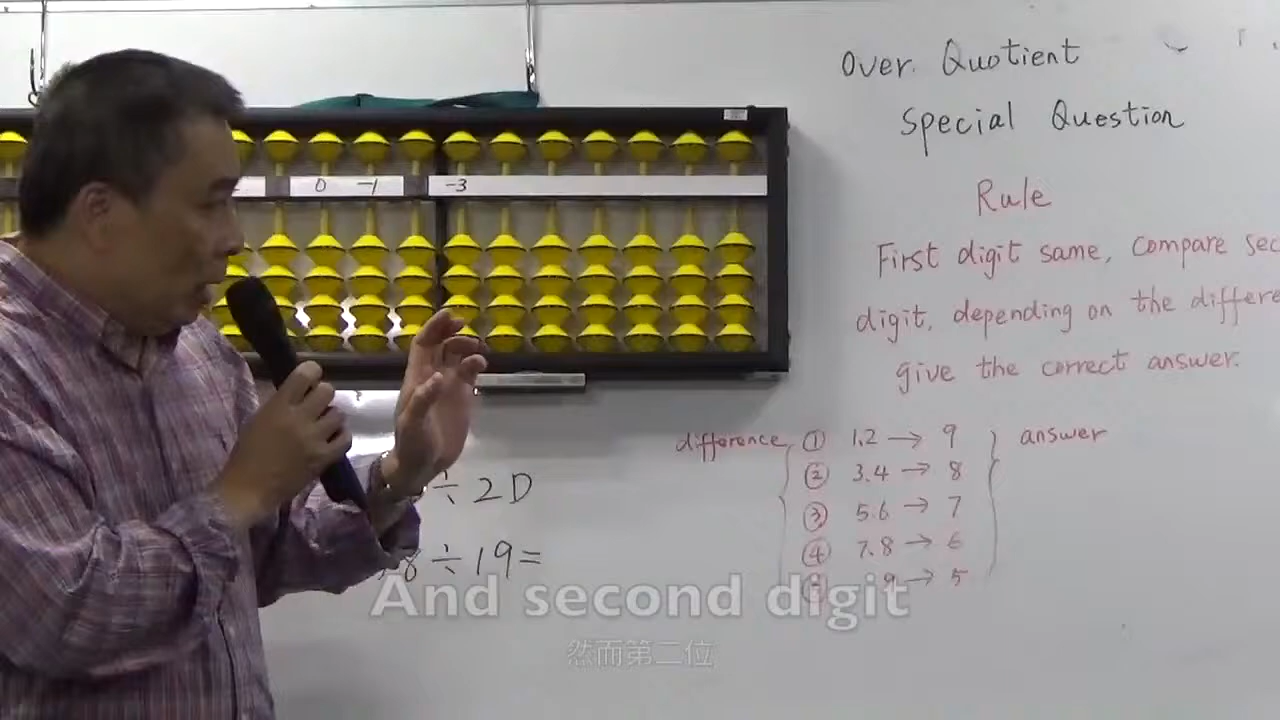 Over Quotient
Special Question
0 -1 -3
Rule
First digit same, Compare sec
digit, depending on the differe
give the correct answer.
difference ① 1.2 → 9 answer
② 3.4 → 8
③ 5.6 → 7
④ 7.8 → 6
9 → 5
÷ 2D
8 ÷ 19 =
And second digit
然而第二位